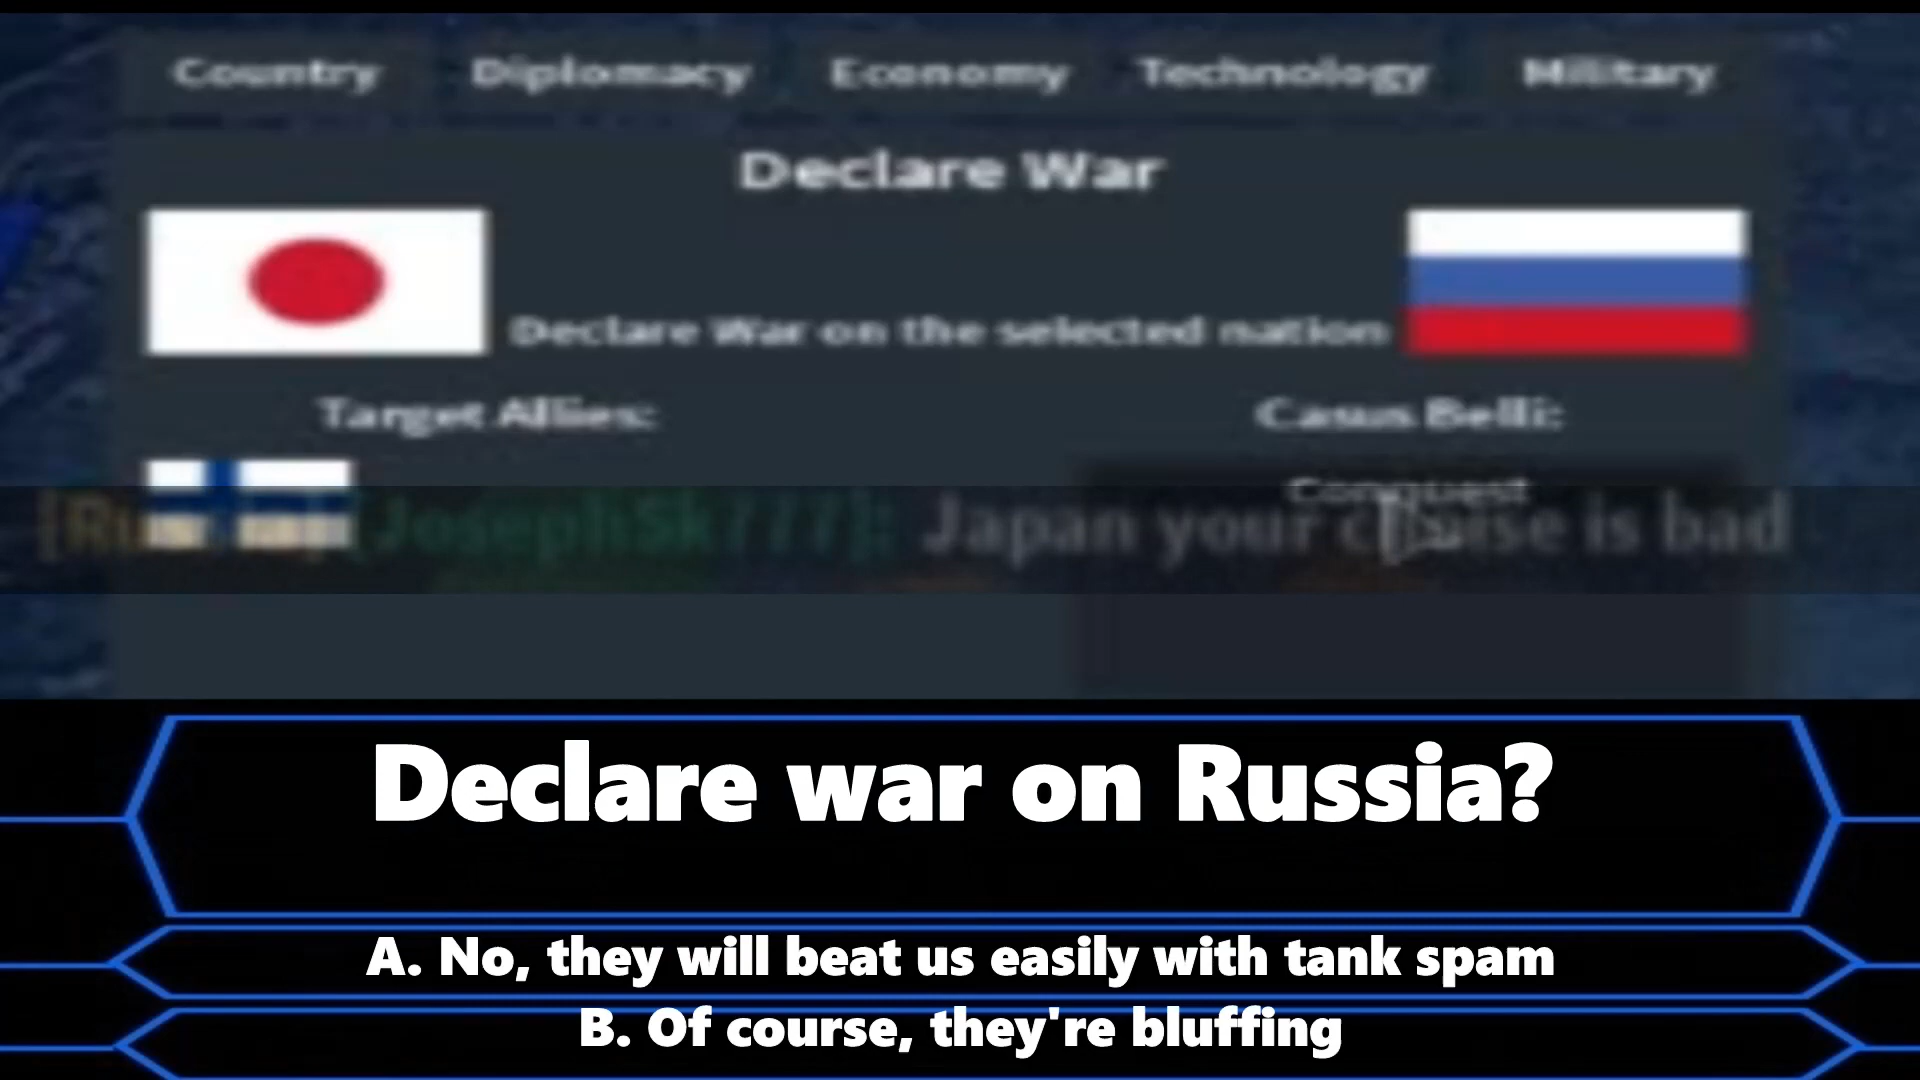 Country Diplomacy Economy Technology Military
Declare War
Declare War on the selected nation
Target Allies: Casus Belli:
Conquest
JosephSk777]: Japan your is bad
Declare war on Russia?
A. No, they will beat us easily with tank spam
B. Of course, they're bluffing